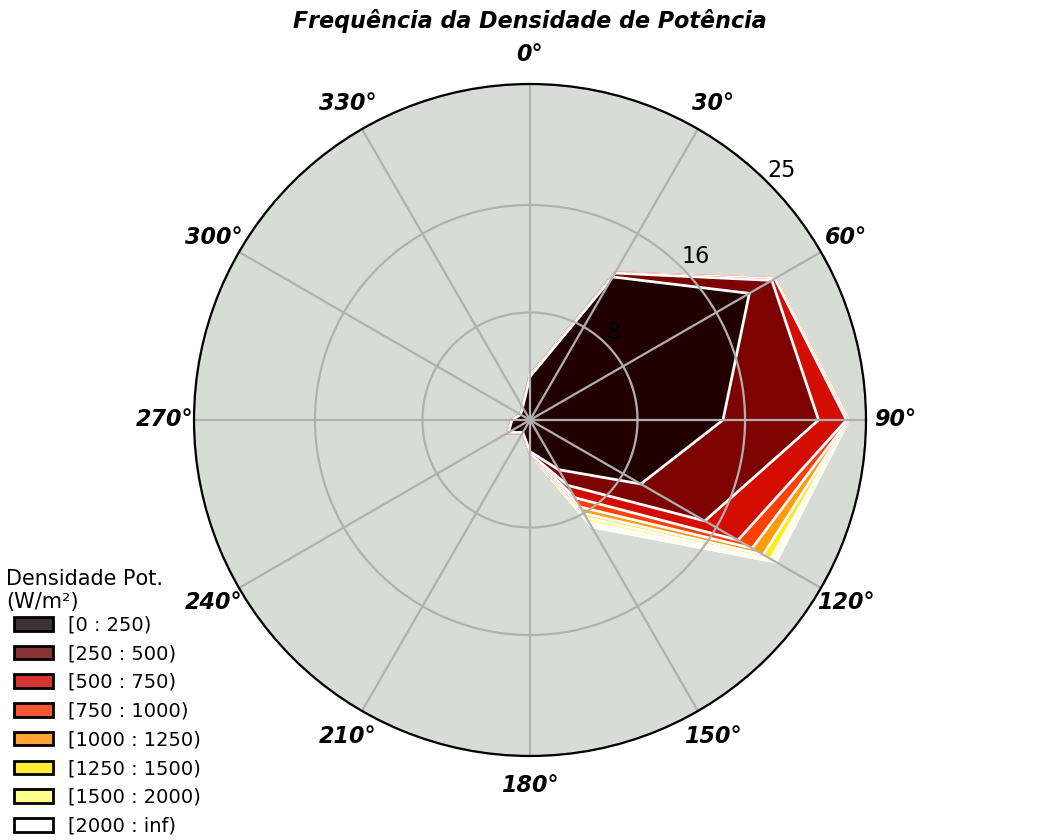 Frequência da Densidade de Potência
0°
330°
30°
25
300°
60°
16
8
270°
90°
240°
120°
210°
150°
180°
Densidade Pot.
(W/m²)
[0 : 250)
[250 : 500)
[500 : 750)
[750 : 1000)
[1000 : 1250)
[1250 : 1500)
[1500 : 2000)
[2000 : inf)